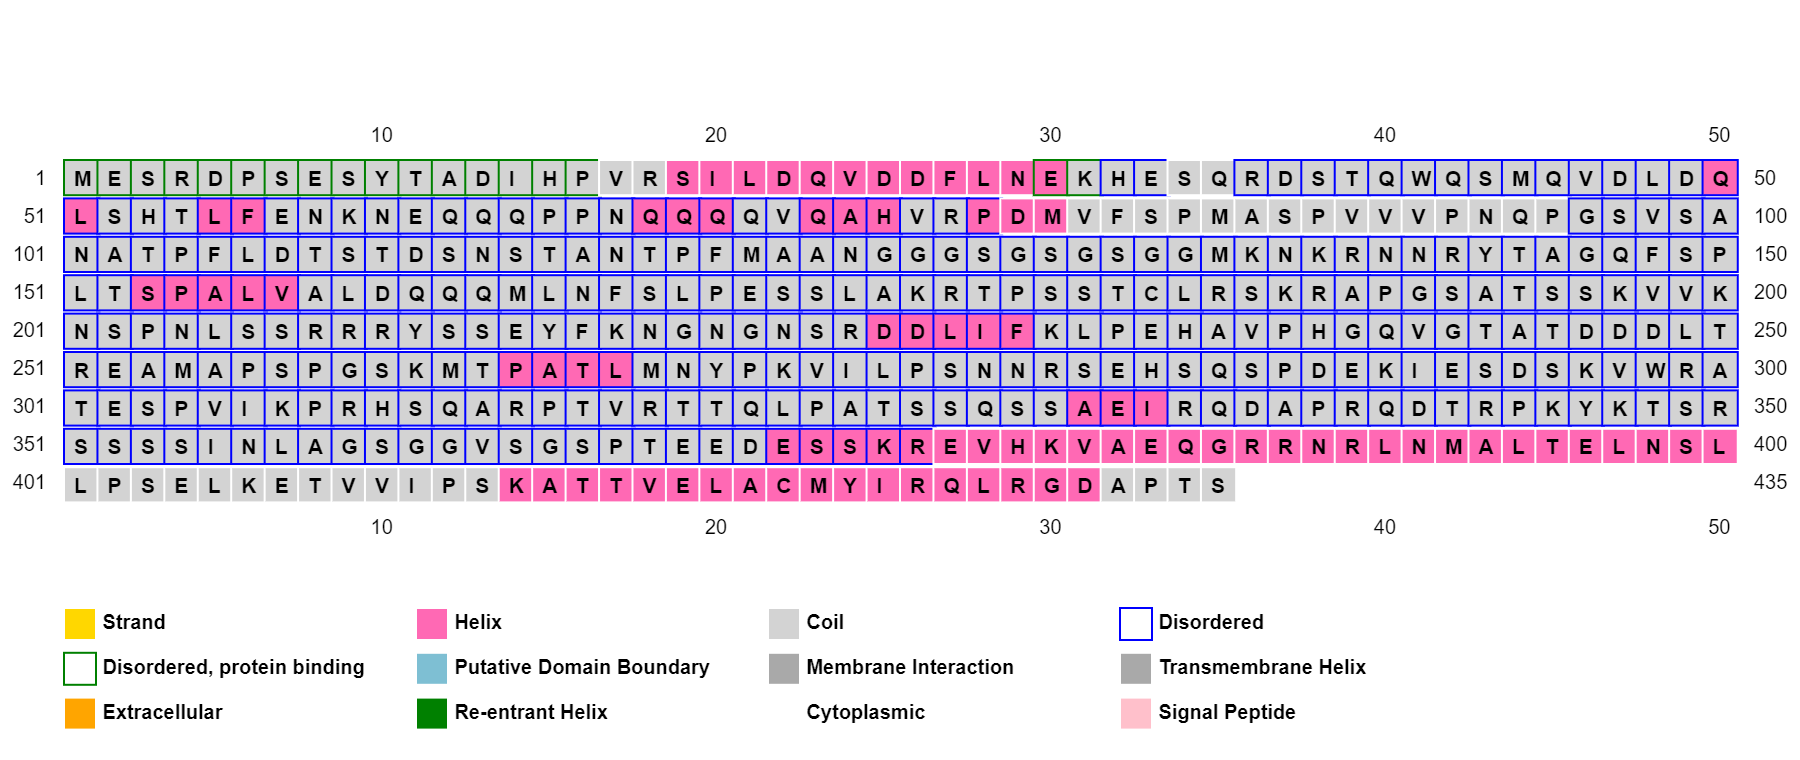 10 20 30 40 50
1 M E S R D P S E S Y T A D I H P V R S I L D Q V D D F L N E K H E S Q R D S T Q W Q S M Q V D L D Q 50
51 L S H T L F E N K N E Q Q Q P P N Q Q Q Q V Q A H V R P D M V F S P M A S P V V V P N Q P G S V S A 100
101 N A T P F L D T S T D S N S T A N T P F M A A N G G G S G S G S G G M K N K R N N R Y T A G Q F S P 150
151 L T S P A L V A L D Q Q Q M L N F S L P E S S L A K R T P S S T C L R S K R A P G S A T S S K V V K 200
201 N S P N L S S R R R Y S S E Y F K N G N G N S R D D L I F K L P E H A V P H G Q V G T A T D D D L T 250
251 R E A M A P S P G S K M T P A T L M N Y P K V I L P S N N R S E H S Q S P D E K I E S D S K V W R A 300
301 T E S P V I K P R H S Q A R P T V R T T Q L P A T S S Q S S A E I R Q D A P R Q D T R P K Y K T S R 350
351 S S S S I N L A G S G G V S G S P T E E D E S S K R E V H K V A E Q G R R N R L N M A L T E L N S L 400
401 L P S E L K E T V V I P S K A T T V E L A C M Y I R Q L R G D A P T S 435
10 20 30 40 50
Strand Helix Coil Disordered
Disordered, protein binding Putative Domain Boundary Membrane Interaction Transmembrane Helix
Extracellular Re-entrant Helix Cytoplasmic Signal Peptide